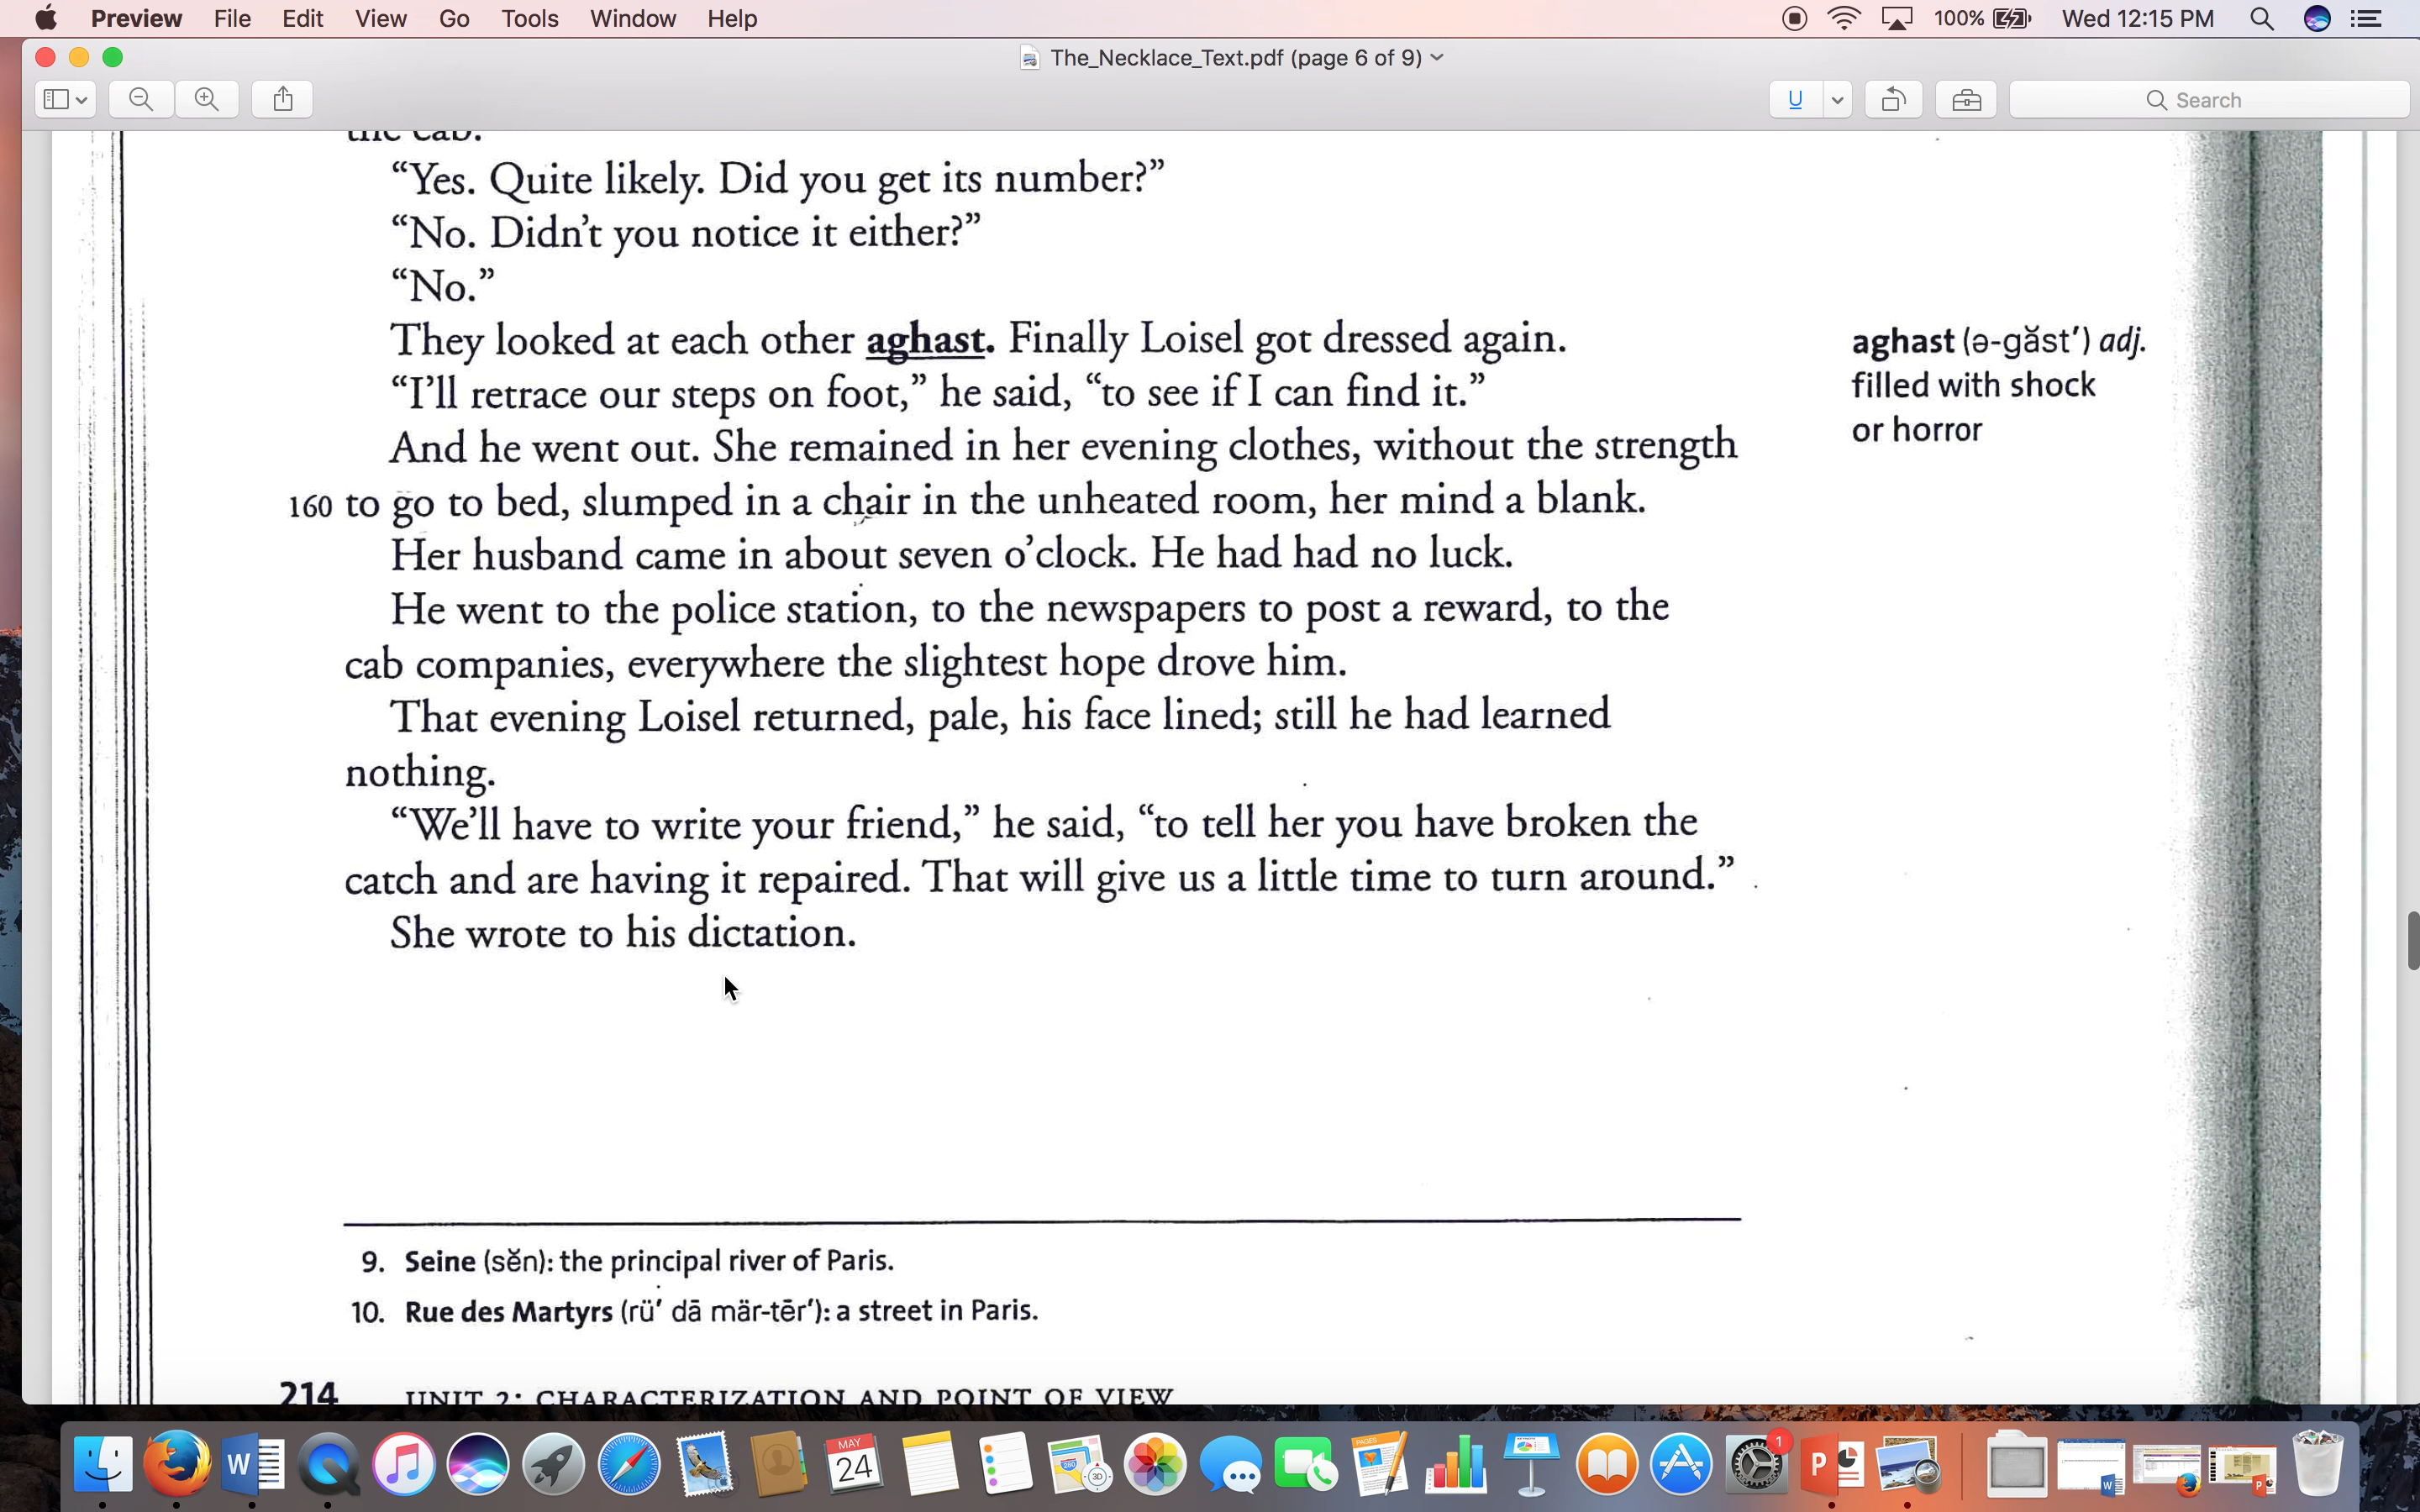 Preview File Edit View Go Tools Window Help 100% Wed 12:15 PM
The_Necklace_Text.pdf (page 6 of 9)
U Search
the cab.
“Yes. Quite likely. Did you get its number?”
“No. Didn’t you notice it either?”
“No.”
They looked at each other aghast. Finally Loisel got dressed again.
“I’ll retrace our steps on foot,” he said, “to see if I can find it.”
And he went out. She remained in her evening clothes, without the strength
160 to go to bed, slumped in a chair in the unheated room, her mind a blank.
Her husband came in about seven o’clock. He had had no luck.
He went to the police station, to the newspapers to post a reward, to the
cab companies, everywhere the slightest hope drove him.
That evening Loisel returned, pale, his face lined; still he had learned
nothing.
“We’ll have to write your friend,” he said, “to tell her you have broken the
catch and are having it repaired. That will give us a little time to turn around.”
She wrote to his dictation.
aghast (ə-găst′) adj.
filled with shock
or horror
9. Seine (sĕn): the principal river of Paris.
10. Rue des Martyrs (rü′ dā mär-tēr′): a street in Paris.
214 UNIT 2: CHARACTERIZATION AND POINT OF VIEW
W
MAY
24
280
3D
PAGES
1
P
W
P